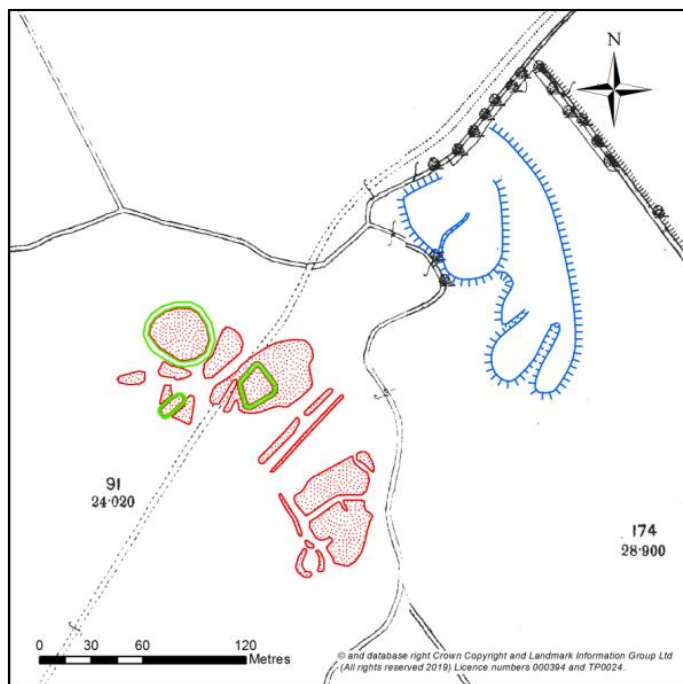 N
91
24·020
174
28·900
0 30 60 120
Metres
© and database right Crown Copyright and Landmark Information Group Ltd
(All rights reserved 2019) Licence numbers 000394 and TP0024.